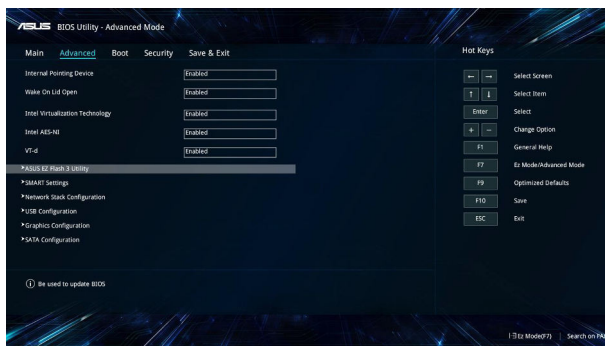 ASUS BIOS Utility - Advanced Mode
Main Advanced Boot Security Save & Exit
Hot Keys
Internal Pointing Device Enabled
Wake On Lid Open Enabled
Intel Virtualization Technology Enabled
Intel AES-NI Enabled
VT-d Enabled
ASUS EZ Flash 3 Utility
SMART Settings
Network Stack Configuration
USB Configuration
Graphics Configuration
SATA Configuration
← → Select Screen
↑ ↓ Select Item
Enter Select
+ − Change Option
F1 General Help
F7 Ez Mode/Advanced Mode
F9 Optimized Defaults
F10 Save
ESC Exit
Be used to update BIOS
Ez Mode(F7) | Search on